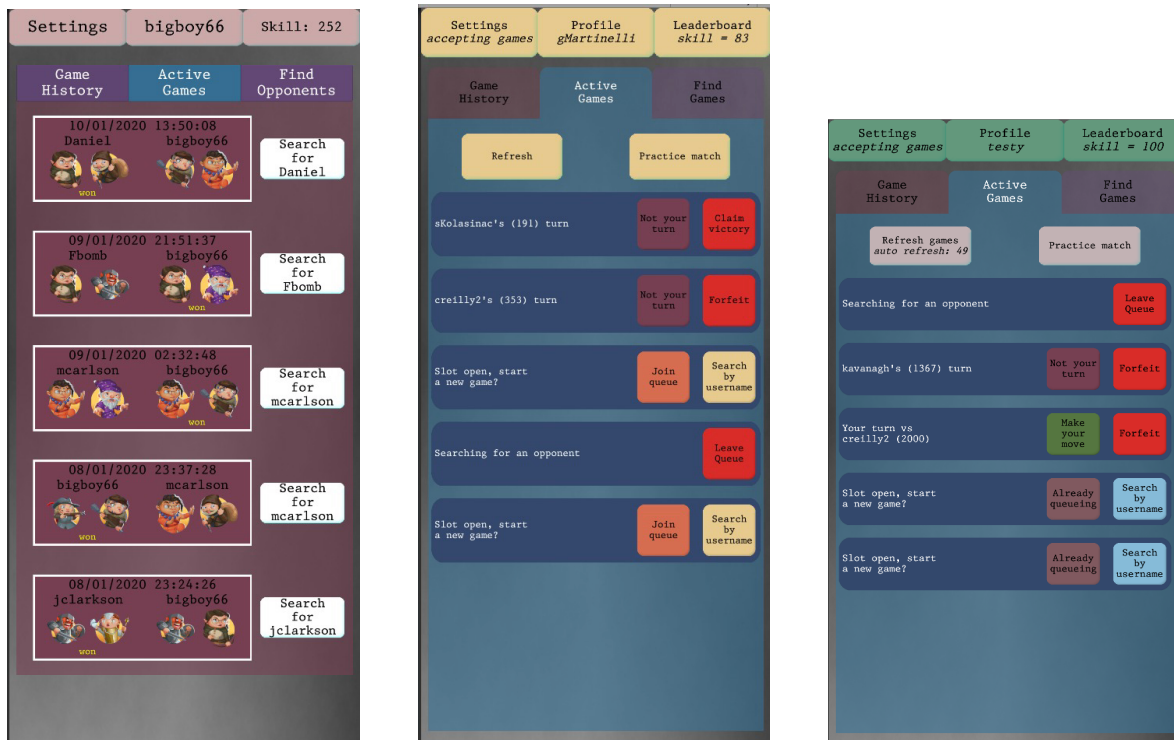 Settings
bigboy66
Skill: 252
Game
History
Active
Games
Find
Opponents
10/01/2020 13:50:08
Daniel
bigboy66
won
Search
for
Daniel
09/01/2020 21:51:37
Fbomb
bigboy66
won
Search
for
Fbomb
09/01/2020 02:32:48
mcarlson
bigboy66
won
Search
for
mcarlson
08/01/2020 23:37:28
bigboy66
mcarlson
won
Search
for
mcarlson
08/01/2020 23:24:26
jclarkson
bigboy66
won
Search
for
jclarkson
Settings
accepting games
Profile
gMartinelli
Leaderboard
skill = 83
Game
History
Active
Games
Find
Games
Refresh
Practice match
sKolasinac's (191) turn
Not your
turn
Claim
victory
creilly2's (353) turn
Not your
turn
Forfeit
Slot open, start
a new game?
Join
queue
Search
by
username
Searching for an opponent
Leave
Queue
Slot open, start
a new game?
Join
queue
Search
by
username
Settings
accepting games
Profile
testy
Leaderboard
skill = 100
Game
History
Active
Games
Find
Games
Refresh games
auto refresh: 49
Practice match
Searching for an opponent
Leave
Queue
kavanagh's (1367) turn
Not your
turn
Forfeit
Your turn vs
creilly2 (2000)
Make
your
move
Forfeit
Slot open, start
a new game?
Already
queueing
Search
by
username
Slot open, start
a new game?
Already
queueing
Search
by
username